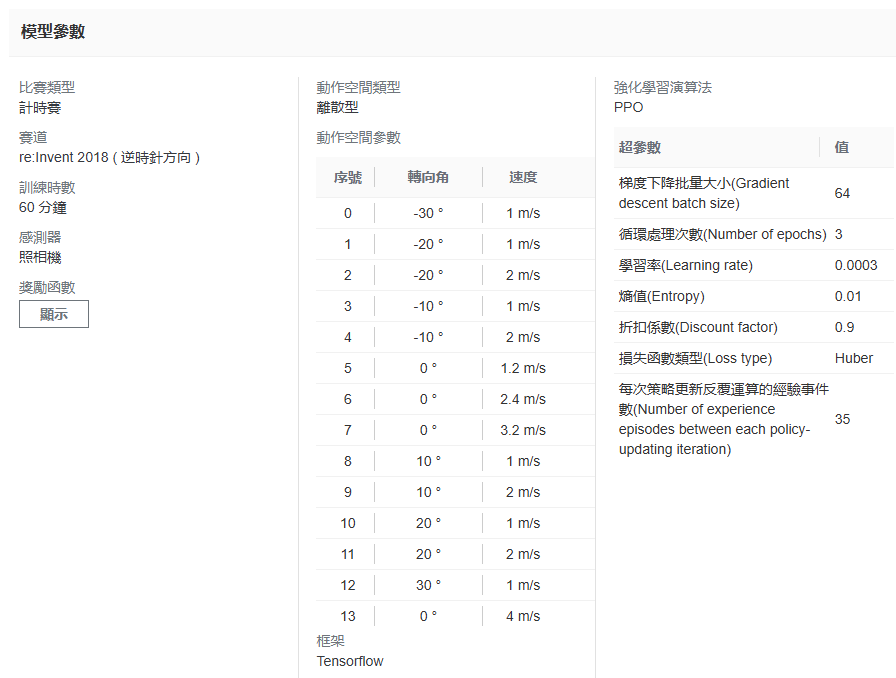 模型參數
比賽類型
計時賽
賽道
re:Invent 2018 ( 逆時針方向 )
訓練時數
60 分鐘
感測器
照相機
獎勵函數
顯示
動作空間類型
離散型
動作空間參數
序號 轉向角 速度
0 -30 ° 1 m/s
1 -20 ° 1 m/s
2 -20 ° 2 m/s
3 -10 ° 1 m/s
4 -10 ° 2 m/s
5 0 ° 1.2 m/s
6 0 ° 2.4 m/s
7 0 ° 3.2 m/s
8 10 ° 1 m/s
9 10 ° 2 m/s
10 20 ° 1 m/s
11 20 ° 2 m/s
12 30 ° 1 m/s
13 0 ° 4 m/s
框架
Tensorflow
強化學習演算法
PPO
超參數 值
梯度下降批量大小(Gradient
descent batch size) 64
循環處理次數(Number of epochs) 3
學習率(Learning rate) 0.0003
熵值(Entropy) 0.01
折扣係數(Discount factor) 0.9
損失函數類型(Loss type) Huber
每次策略更新反覆運算的經驗事件
數(Number of experience
episodes between each policy- 35
updating iteration)